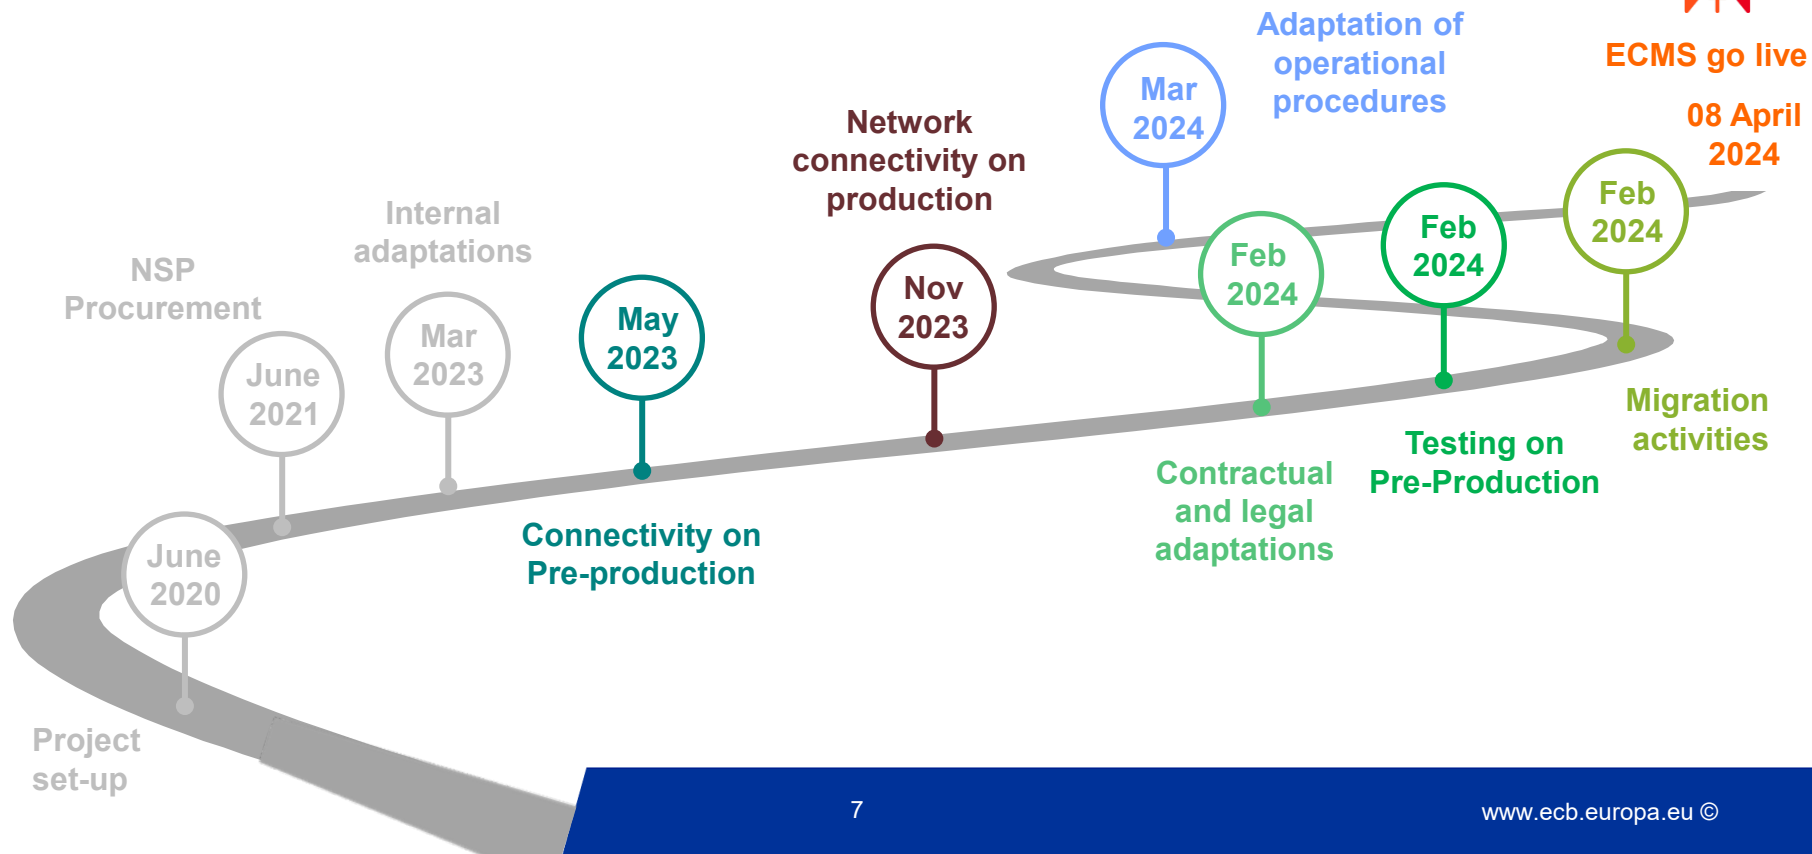 Project
set-up
June
2020
NSP
Procurement
June
2021
Internal
adaptations
Mar
2023
May
2023
Connectivity on
Pre-production
Network
connectivity on
production
Nov
2023
Feb
2024
Contractual
and legal
adaptations
Feb
2024
Testing on
Pre-Production
Feb
2024
Migration
activities
Mar
2024
Adaptation of
operational
procedures
ECMS go live
08 April
2024
7
www.ecb.europa.eu ©